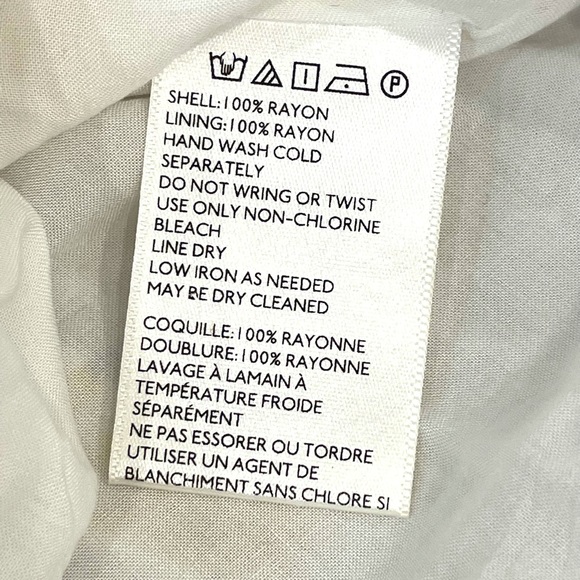 P
SHELL:100% RAYON
LINING:100% RAYON
HAND WASH COLD
SEPARATELY
DO NOT WRING OR TWIST
USE ONLY NON-CHLORINE
BLEACH
LINE DRY
LOW IRON AS NEEDED
MAY BE DRY CLEANED
COQUILLE:100% RAYONNE
DOUBLURE:100% RAYONNE
LAVAGE À LAMAIN À
TEMPÉRATURE FROIDE
SÉPARÉMENT
NE PAS ESSORER OU TORDRE
UTILISER UN AGENT DE
BLANCHIMENT SANS CHLORE SI